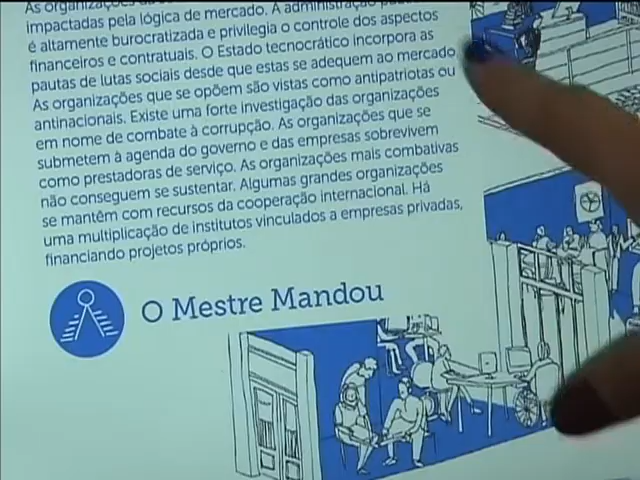 As organizações
impactadas pela lógica de mercado. A administração
é altamente burocratizada e privilegia o controle dos aspectos
financeiros e contratuais. O Estado tecnocrático incorpora as
pautas de lutas sociais desde que estas se adequem ao mercado
As organizações que se opõem são vistas como antipatriotas ou
antinacionais. Existe uma forte investigação das organizações
em nome de combate à corrupção. As organizações que se
submetem à agenda do governo e das empresas sobrevivem
como prestadoras de serviço. As organizações mais combativas
não conseguem se sustentar. Algumas grandes organizações
se mantêm com recursos da cooperação internacional. Há
uma multiplicação de institutos vinculados a empresas privadas,
financiando projetos próprios.
O Mestre Mandou